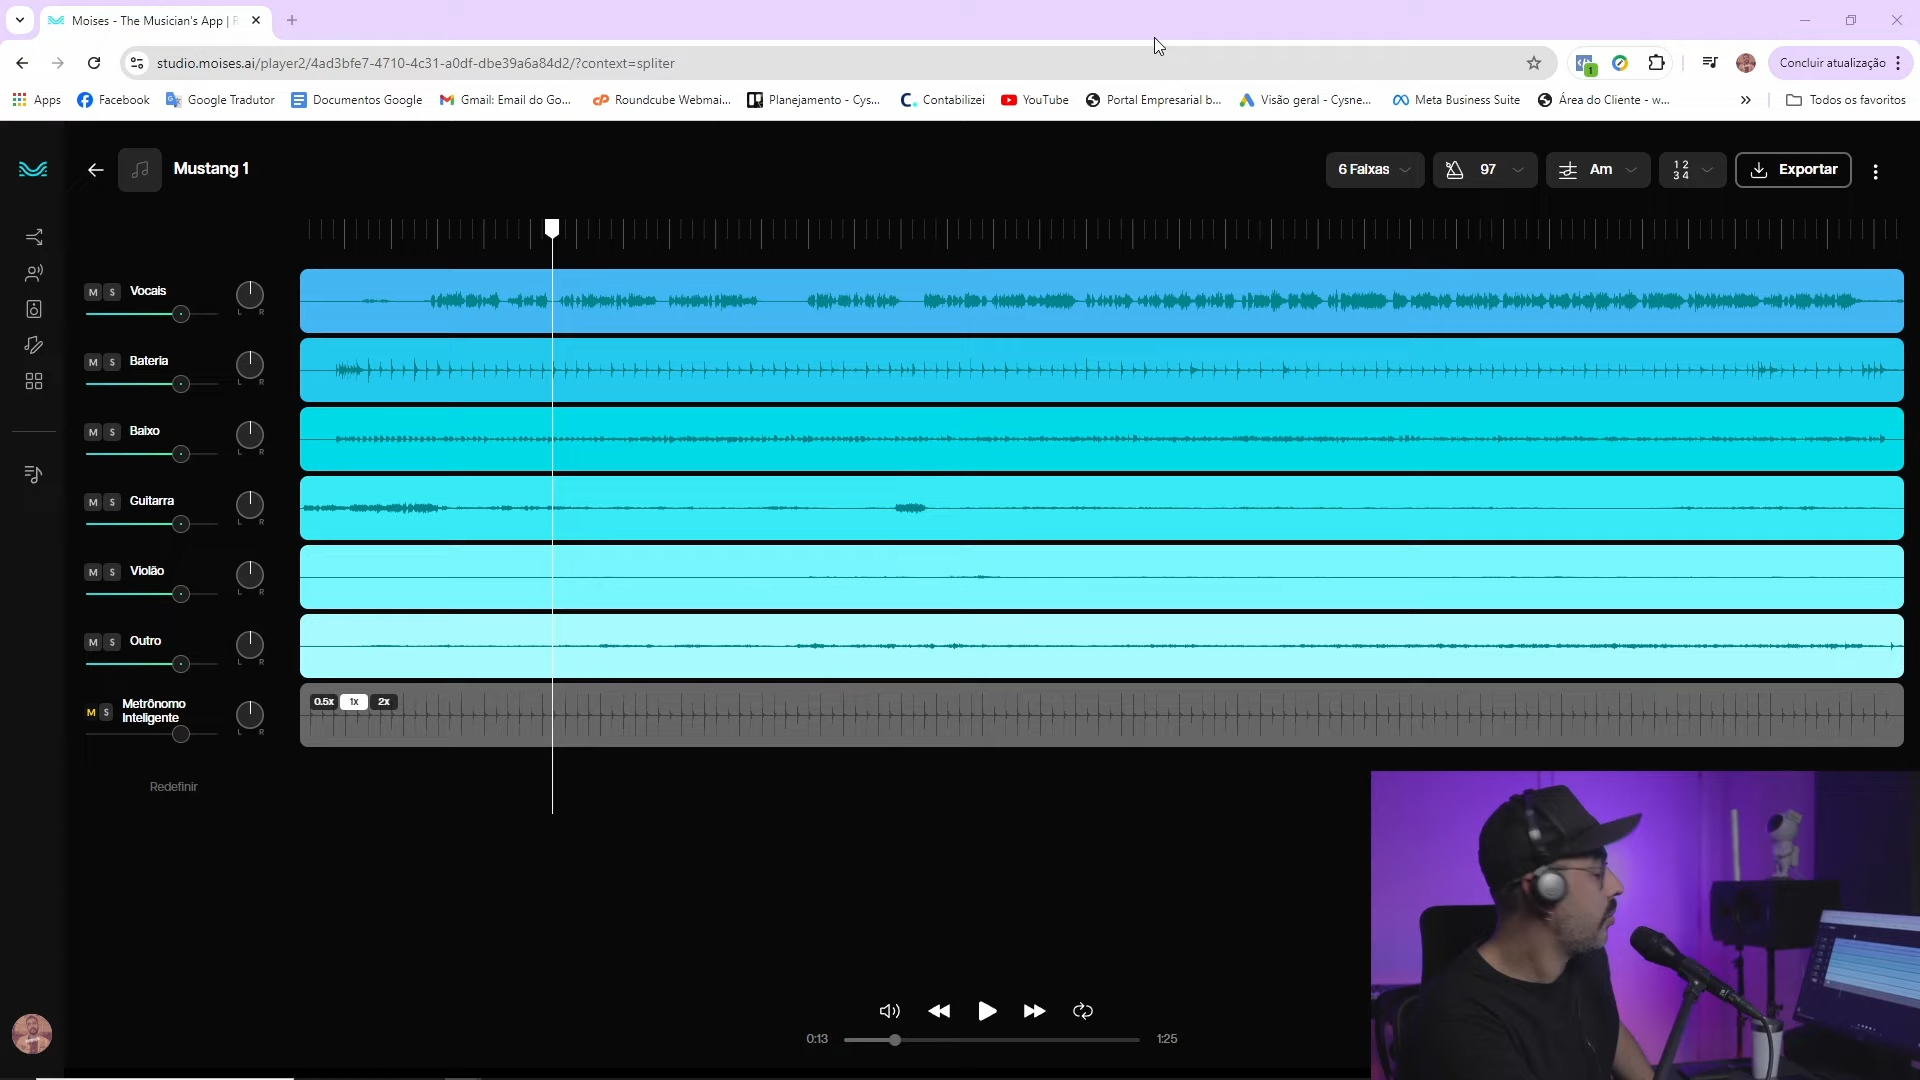 Moises - The Musician's App |
studio.moises.ai/player2/4ad3bfe7-4710-4c31-a0df-dbe39a6a84d2/?context=spliter
1
Concluir atualização
Apps
Facebook
Google Tradutor
Documentos Google
Gmail: Email do Go...
Roundcube Webmai...
Planejamento - Cys...
Contabilizei
YouTube
Portal Empresarial b...
Visão geral - Cysne...
Meta Business Suite
Área do Cliente - w...
Todos os favoritos
Mustang 1
6 Faixas
97
Am
1 2
3 4
Exportar
M S Vocais
L R
M S Bateria
L R
M S Baixo
L R
M S Guitarra
L R
M S Violão
L R
M S Outro
L R
M S Metrônomo
Inteligente
L R
0.5x 1x 2x
Redefinir
0:13
1:25